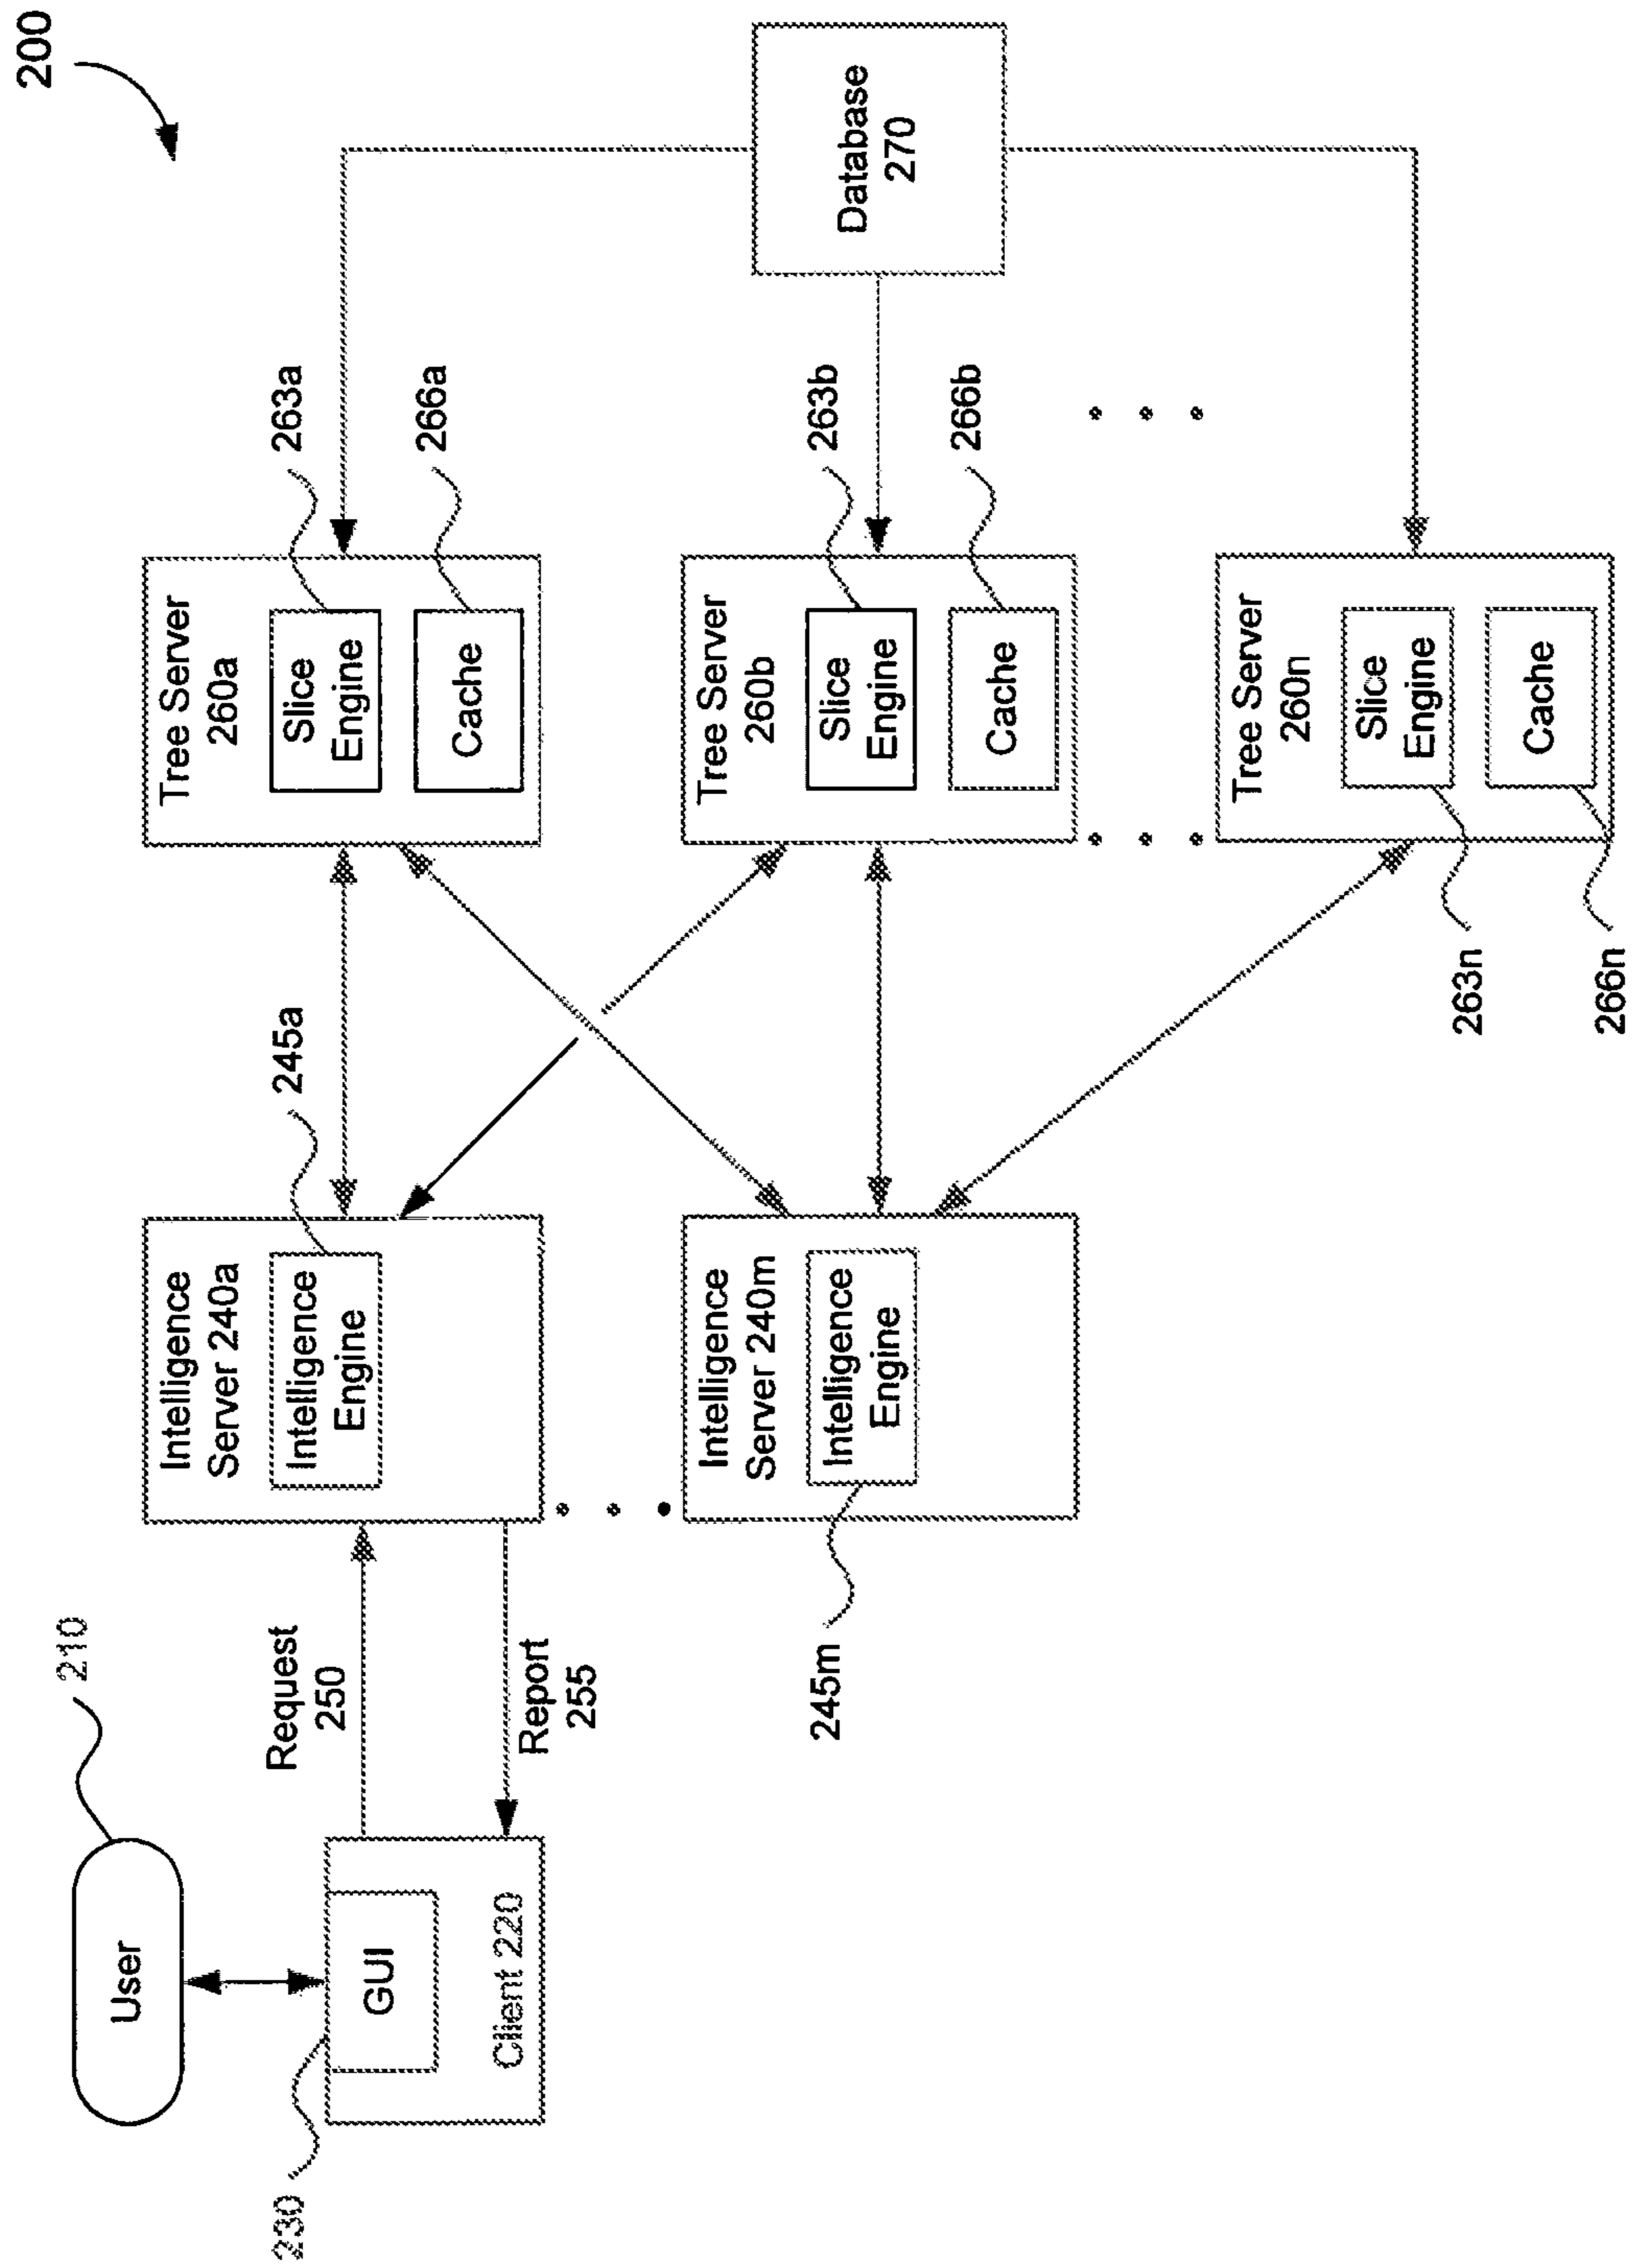 200
User
210
230
GUI
Client 220
Request
250
Report
255
Intelligence
Server 240a
Intelligence
Engine
245a
Intelligence
Server 240m
Intelligence
Engine
245m
Tree Server
260a
Slice
Engine
Cache
263a
266a
Tree Server
260b
Slice
Engine
Cache
263b
266b
Tree Server
260n
Slice
Engine
Cache
263n
266n
Database
270